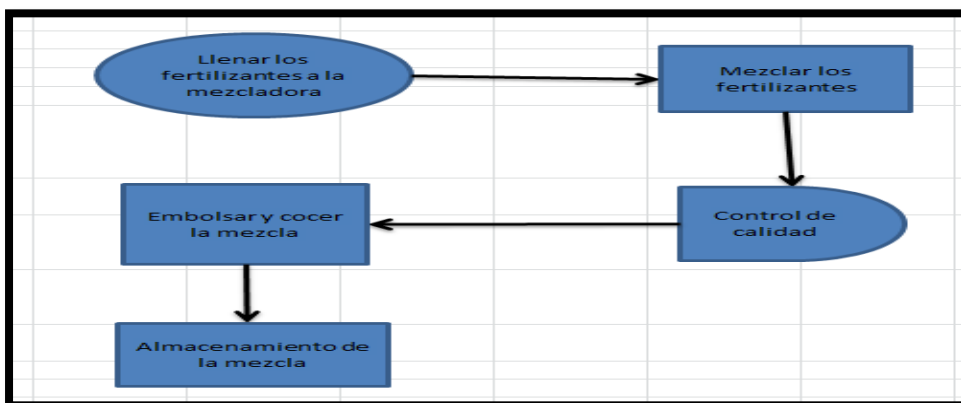 Llenar los
fertilizantes a la
mezcladora
Mezclar los
fertilizantes
Control de
calidad
Embolsar y cocer
la mezcla
Almacenamiento de
la mezcla